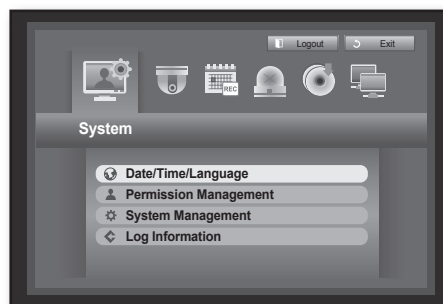 Logout
Exit
REC
System
Date/Time/Language
Permission Management
System Management
Log Information